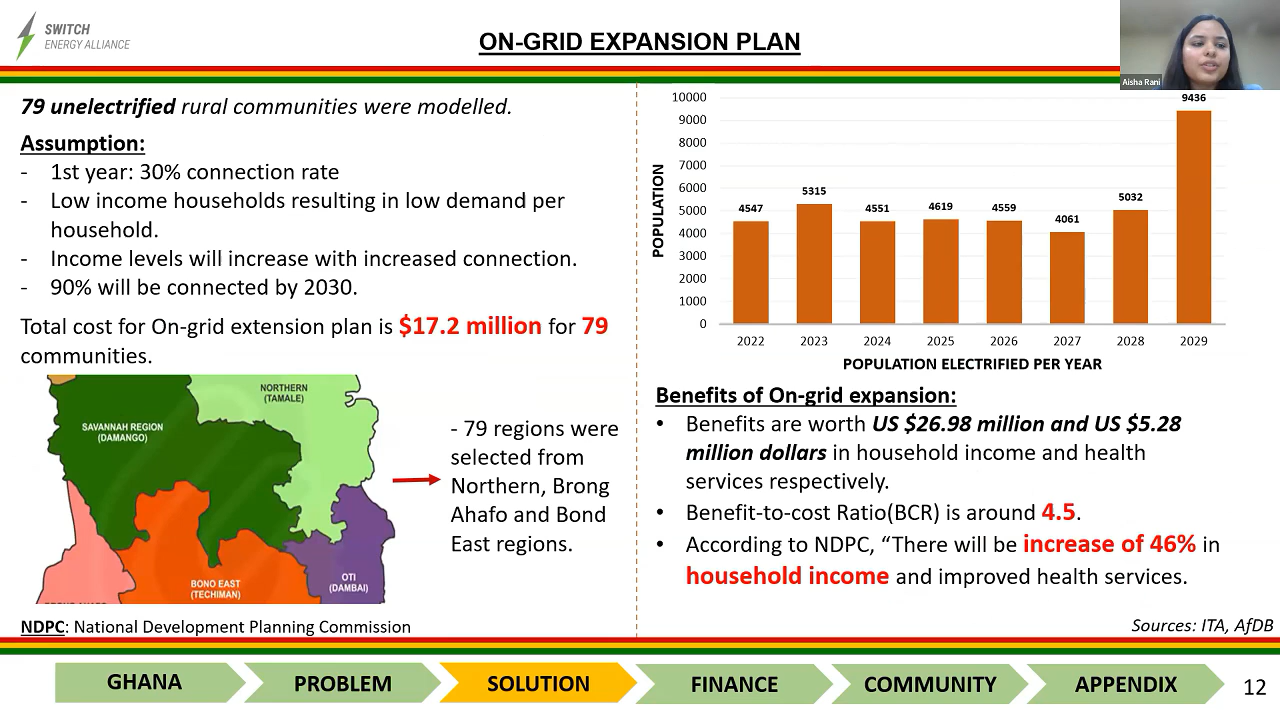 SWITCH
ENERGY ALLIANCE
ON-GRID EXPANSION PLAN
Aisha Rani
79 unelectrified rural communities were modelled.
Assumption:
- 1st year: 30% connection rate
- Low income households resulting in low demand per
household.
- Income levels will increase with increased connection.
- 90% will be connected by 2030.
Total cost for On-grid extension plan is $17.2 million for 79
communities.
NORTHERN
(TAMALE)
SAVANNAH REGION
(DAMANGO)
BONO EAST
(TECHIMAN)
OTI
(DAMBAI)
- 79 regions were
selected from
Northern, Brong
Ahafo and Bond
East regions.
NDPC: National Development Planning Commission
POPULATION
10000
9000
8000
7000
6000
5000
4000
3000
2000
1000
0
4547
5315
4551
4619
4559
4061
5032
9436
2022 2023 2024 2025 2026 2027 2028 2029
POPULATION ELECTRIFIED PER YEAR
Benefits of On-grid expansion:
• Benefits are worth US $26.98 million and US $5.28
million dollars in household income and health
services respectively.
• Benefit-to-cost Ratio(BCR) is around 4.5.
• According to NDPC, “There will be increase of 46% in
household income and improved health services.
Sources: ITA, AfDB
GHANA PROBLEM SOLUTION FINANCE COMMUNITY APPENDIX
12